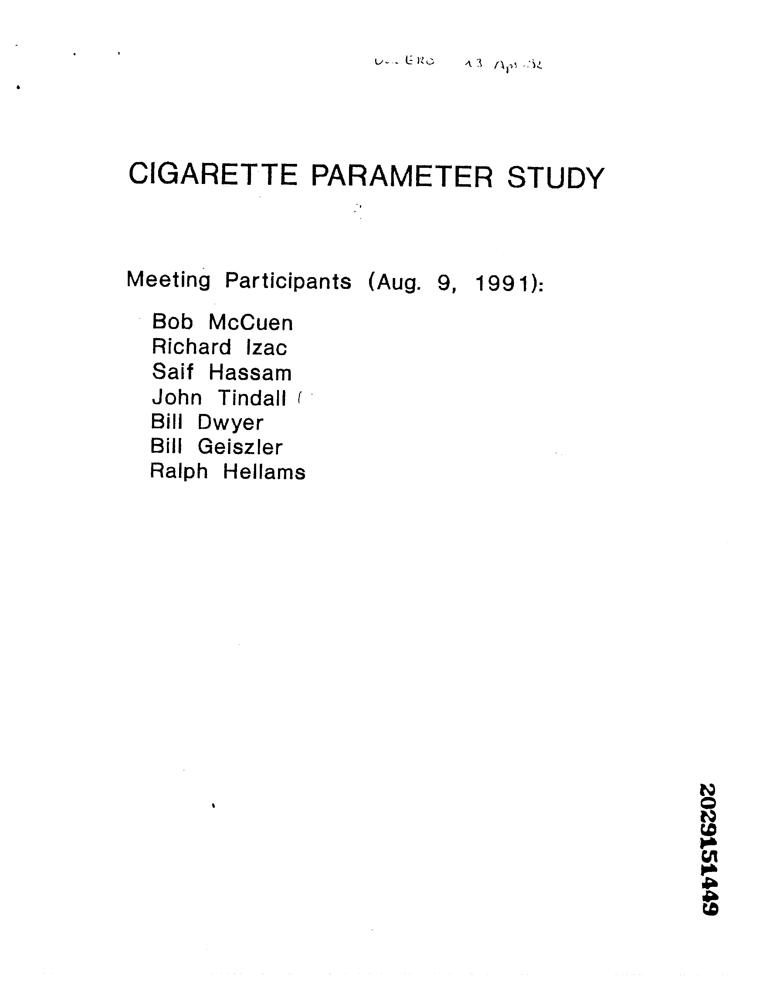 CIGARETTE PARAMETER STUDY
Meeting Participants (Aug. 9, 1991):
Bob McCuen
Richard Izac
Saif Hassam
John Tindall
Bill Dwyer
Bill Geiszler
Ralph Hellams
2029151449